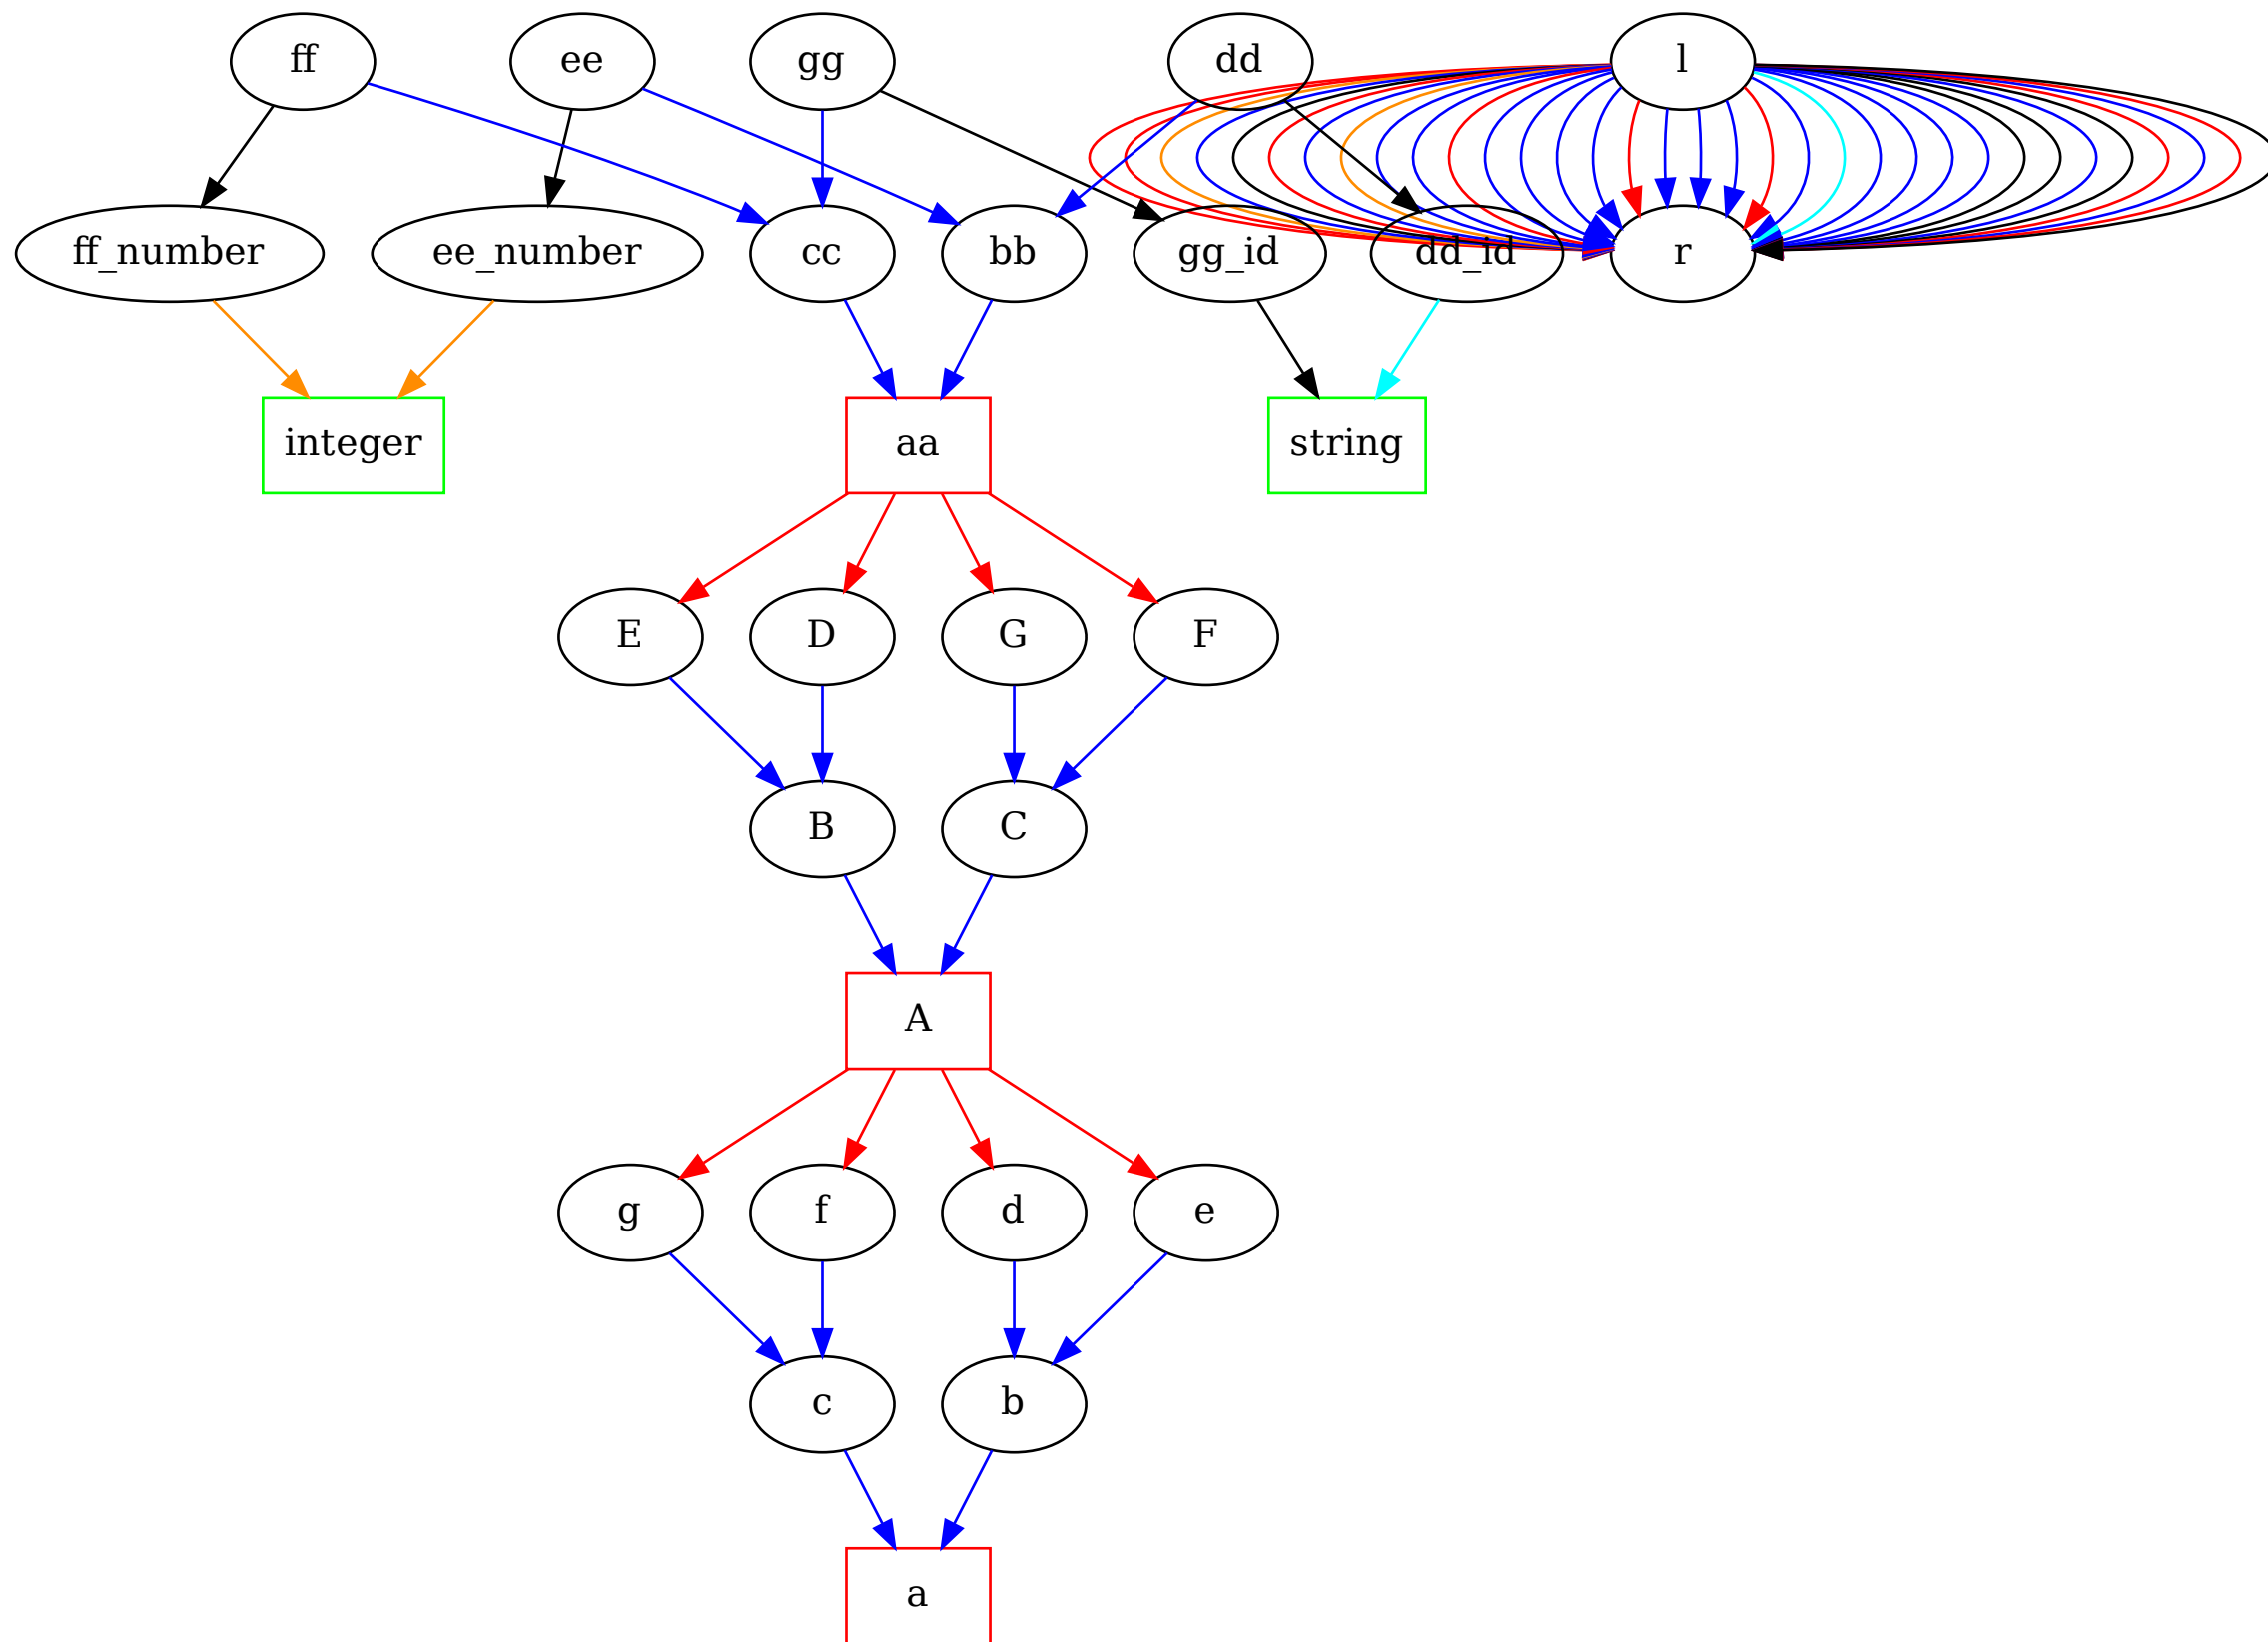 ff
ee
gg
dd
l
ff_number
ee_number
cc
bb
gg_id
dd_id
r
integer
aa
string
E
D
G
F
B
C
A
g
f
d
e
c
b
a